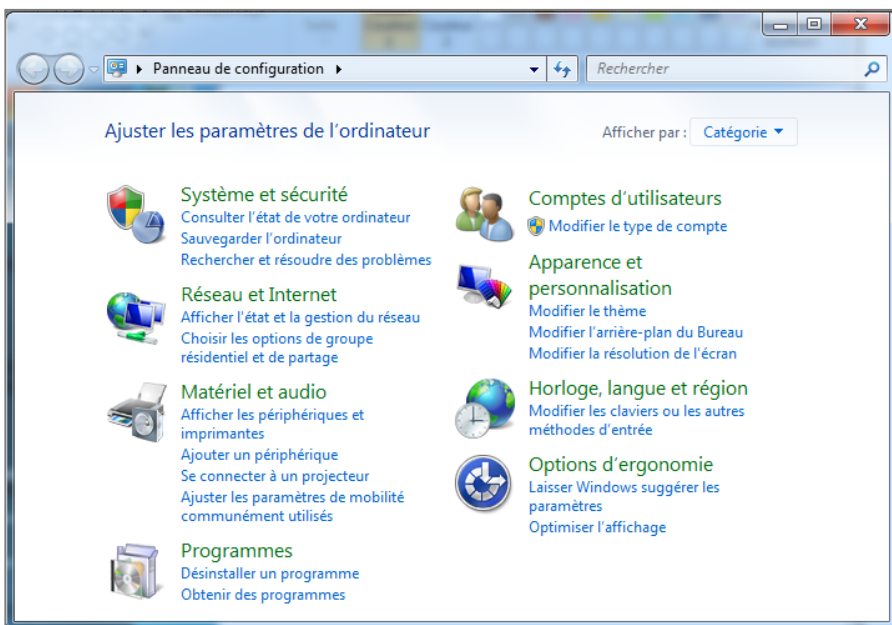 Panneau de configuration
Rechercher
Ajuster les paramètres de l'ordinateur
Afficher par :
Catégorie
Système et sécurité
Consulter l'état de votre ordinateur
Sauvegarder l'ordinateur
Rechercher et résoudre des problèmes
Réseau et Internet
Afficher l'état et la gestion du réseau
Choisir les options de groupe
résidentiel et de partage
Matériel et audio
Afficher les périphériques et
imprimantes
Ajouter un périphérique
Se connecter à un projecteur
Ajuster les paramètres de mobilité
communément utilisés
Programmes
Désinstaller un programme
Obtenir des programmes
Comptes d'utilisateurs
Modifier le type de compte
Apparence et
personnalisation
Modifier le thème
Modifier l'arrière-plan du Bureau
Modifier la résolution de l'écran
Horloge, langue et région
Modifier les claviers ou les autres
méthodes d'entrée
Options d'ergonomie
Laisser Windows suggérer les
paramètres
Optimiser l'affichage